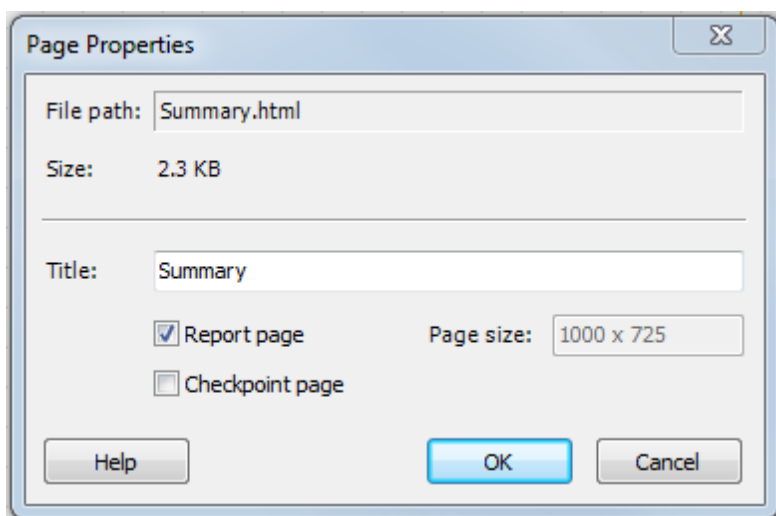 Page Properties
File path: Summary.html
Size: 2.3 KB
Title: Summary
Report page Page size: 1000 x 725
Checkpoint page
Help OK Cancel